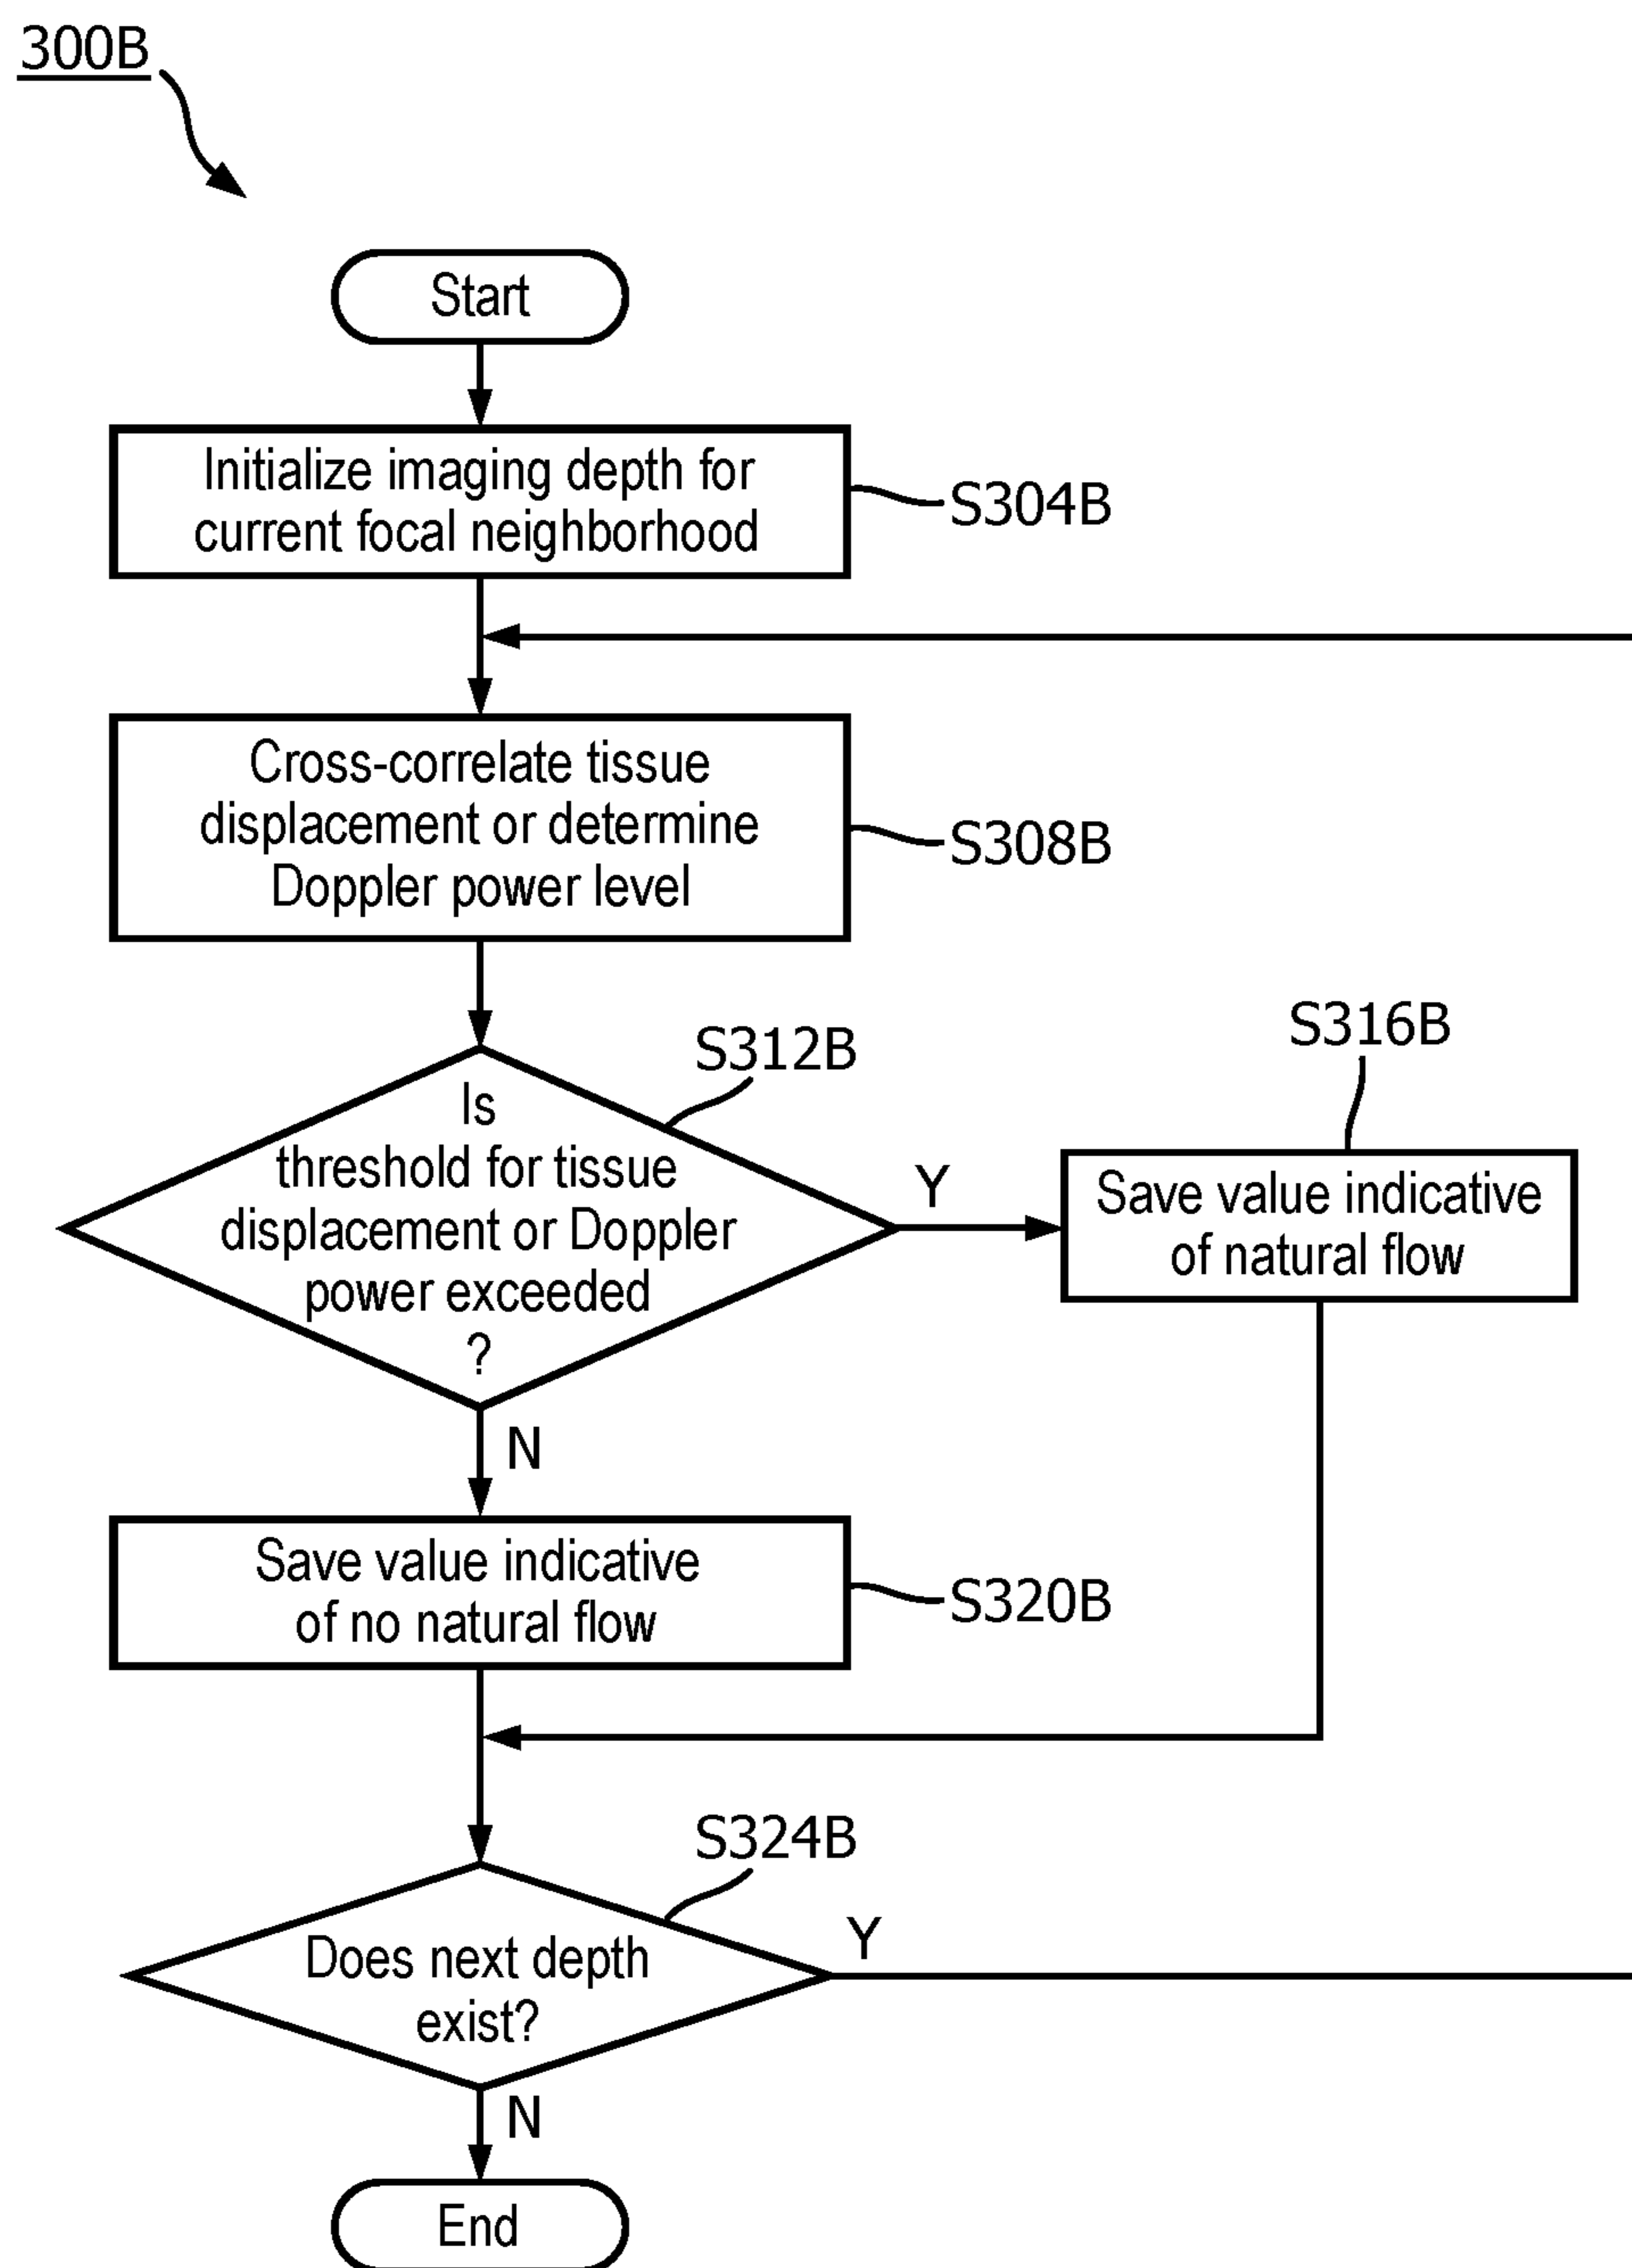 300B
Start
Initialize imaging depth for
current focal neighborhood
S304B
Cross-correlate tissue
displacement or determine
Doppler power level
S308B
S312B
Is
threshold for tissue
displacement or Doppler
power exceeded
?
Y
S316B
Save value indicative
of natural flow
N
Save value indicative
of no natural flow
S320B
S324B
Does next depth
exist?
Y
N
End